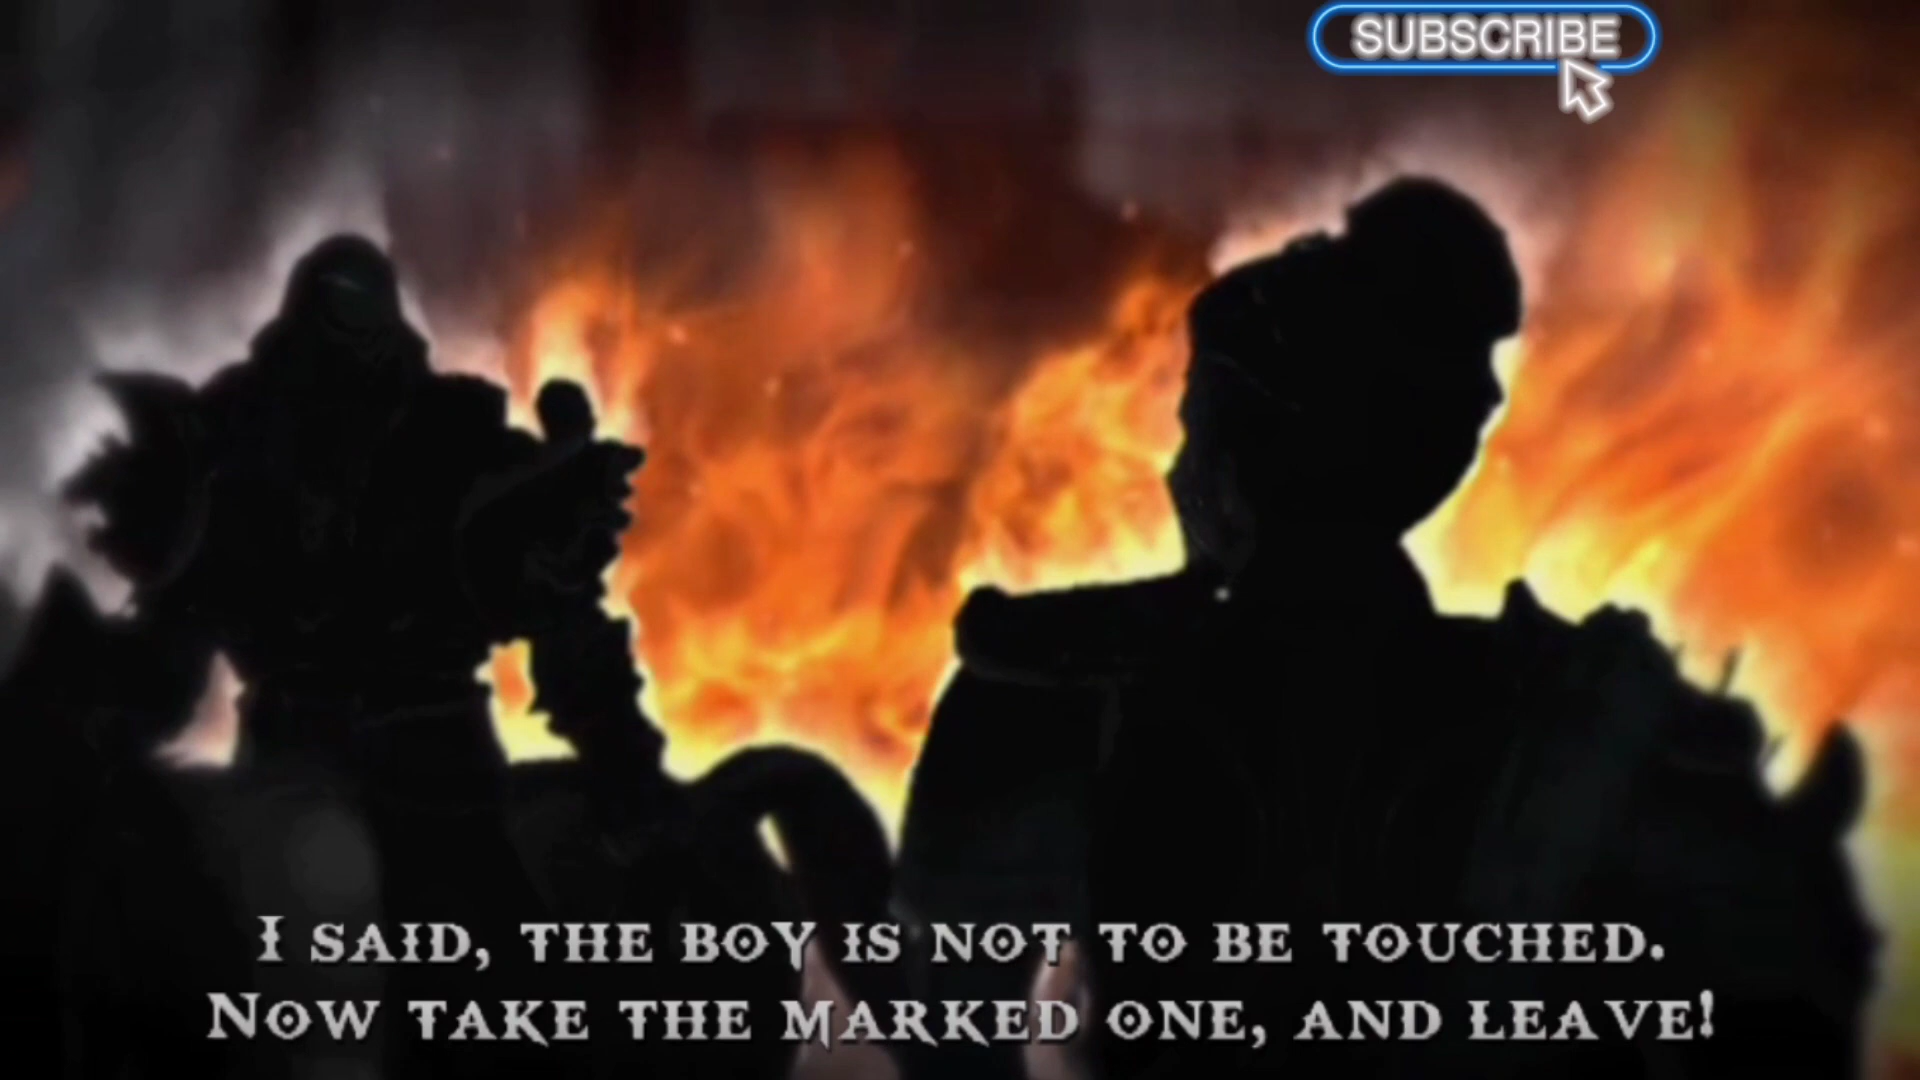 SUBSCRIBE
I SAID, THE BOY IS NOT TO BE TOUCHED.
NOW TAKE THE MARKED ONE, AND LEAVE!